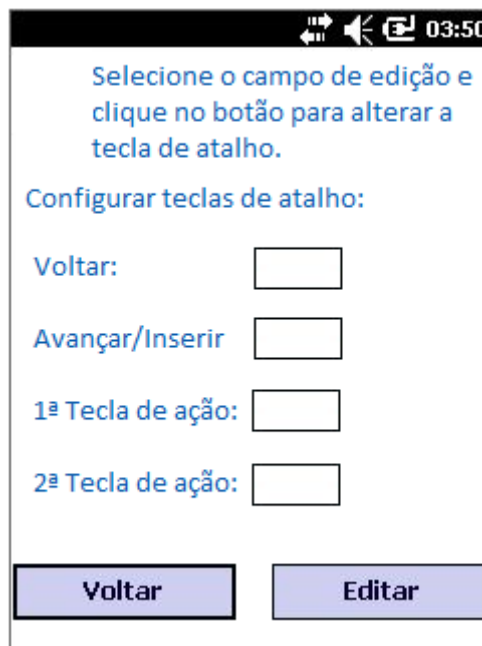 03:50
Selecione o campo de edição e
clique no botão para alterar a
tecla de atalho.
Configurar teclas de atalho:
Voltar:
Avançar/Inserir
1ª Tecla de ação:
2ª Tecla de ação:
Voltar Editar